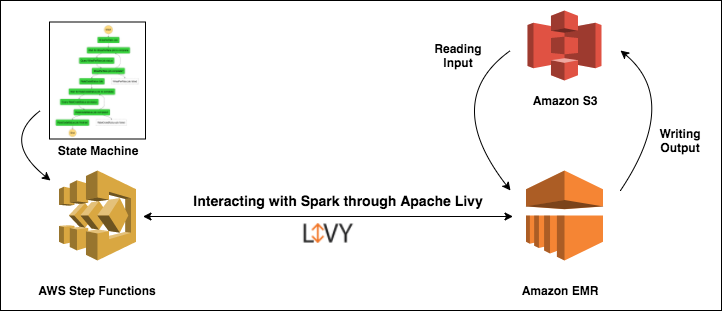 Reading
Input
Amazon S3
State Machine
Writing
Output
Interacting with Spark through Apache Livy
LIVY
AWS Step Functions
Amazon EMR